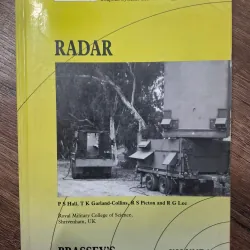 RADAR
P S Hall, T K Garland-Collins, R S Picton and R G Lee
Royal Military College of Science,
Shrivenham, UK
BRASSEY'S